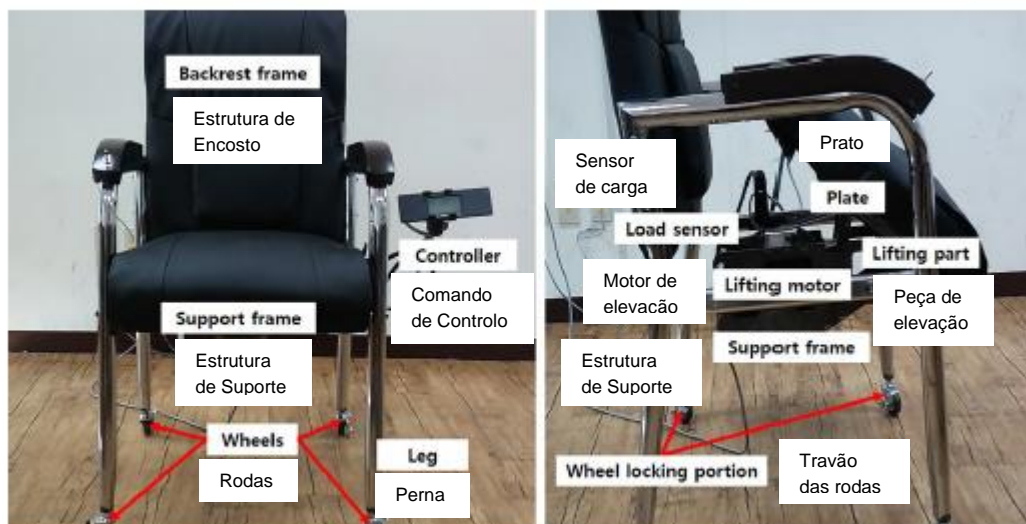 Backrest frame
Estrutura de
Encosto
Controller
Comando
de Controlo
Support frame
Estrutura
de Suporte
Wheels
Rodas
Leg
Perna
Prato
Plate
Sensor
de carga
Load sensor
Lifting part
Peça de
elevação
Motor de
elevacão
Lifting motor
Support frame
Estrutura
de Suporte
Wheel locking portion
Travão
das rodas